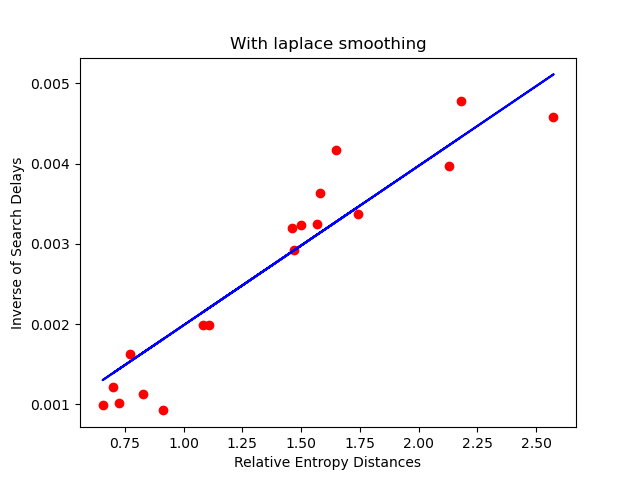 With laplace smoothing
Inverse of Search Delays
0.005
0.004
0.003
0.002
0.001
0.75 1.00 1.25 1.50 1.75 2.00 2.25 2.50
Relative Entropy Distances